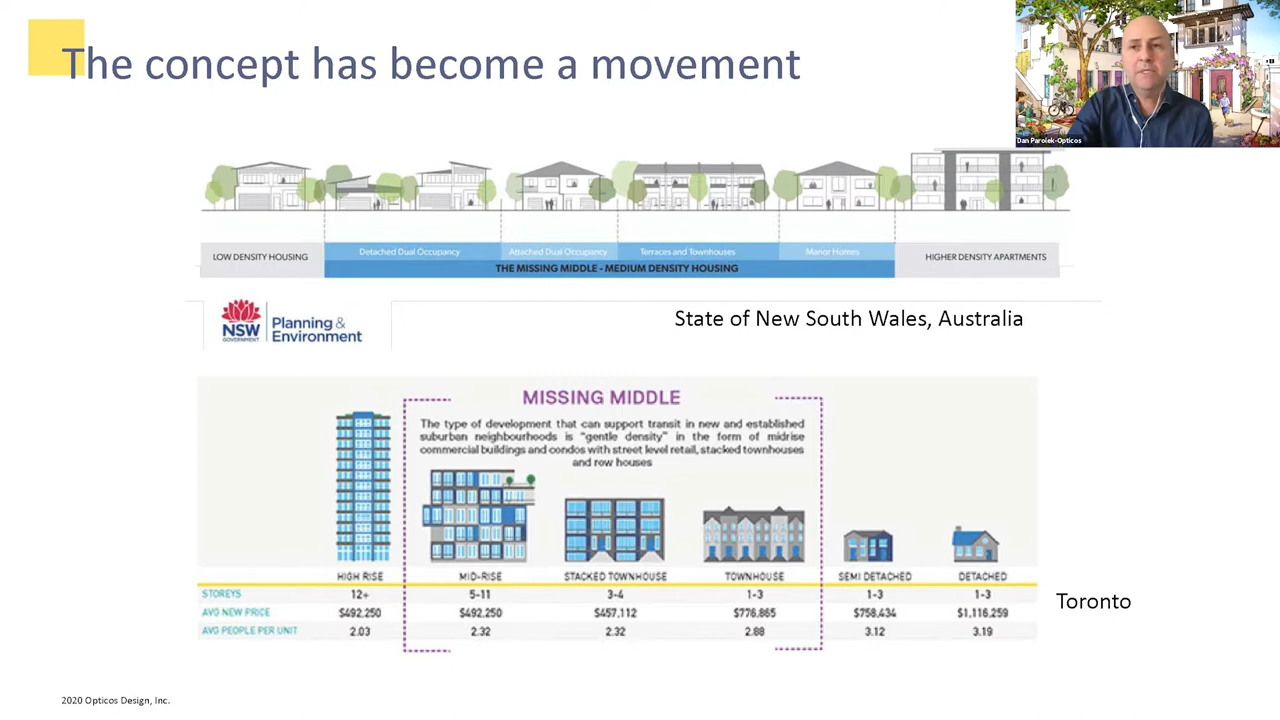 The concept has become a movement
Dan Parolek-Opticos
LOW DENSITY HOUSING
Detached Dual Occupancy
Attached Dual Occupancy
Terraces and Townhouses
Manor Homes
HIGHER DENSITY APARTMENTS
THE MISSING MIDDLE - MEDIUM DENSITY HOUSING
NSW
GOVERNMENT
Planning &
Environment
State of New South Wales, Australia
MISSING MIDDLE
The type of development that can support transit in new and established
suburban neighbourhoods is "gentle density" in the form of midrise
commercial buildings and condos with street level retail, stacked townhouses
and row houses
HIGH RISE MID-RISE STACKED TOWNHOUSE TOWNHOUSE SEMI DETACHED DETACHED
STOREYS 12+ 5-11 3-4 1-3 1-3 1-3
AVG NEW PRICE $492,250 $492,250 $457,112 $776,865 $758,434 $1,116,259
AVG PEOPLE PER UNIT 2.03 2.32 2.32 2.88 3.12 3.19
Toronto
2020 Opticos Design, Inc.